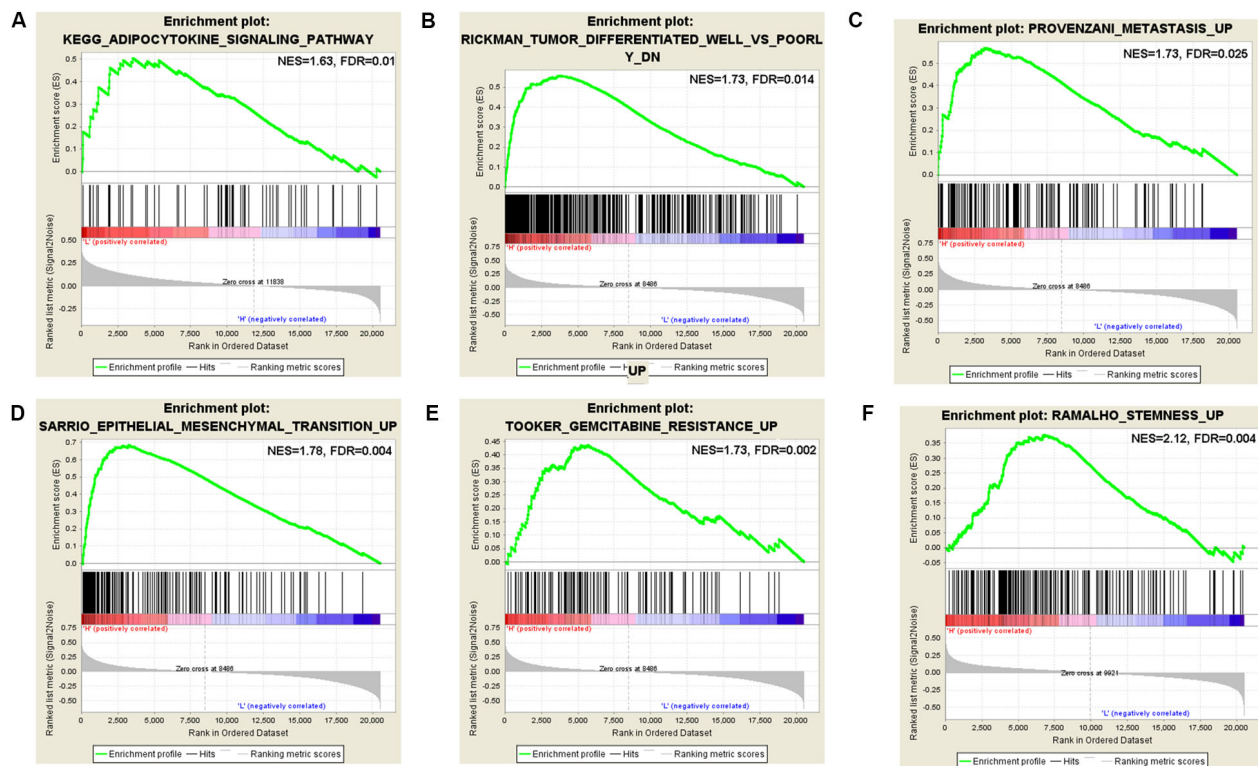 A
Enrichment plot:
KEGG_ADIPOCYTOKINE_SIGNALING_PATHWAY
NES=1.63, FDR=0.01
Enrichment score (ES)
0.5
0.4
0.3
0.2
0.1
0.0
'L' (positively correlated)
Ranked list metric (Signal2Noise)
0.50
0.25
0.00
-0.25
Zero cross at 11838
'H' (negatively correlated)
0 2,500 5,000 7,500 10,000 12,500 15,000 17,500 20,000
Rank in Ordered Dataset
Enrichment profile Hits Ranking metric scores
B
Enrichment plot:
RICKMAN_TUMOR_DIFFERENTIATED_WELL_VS_POORL
Y_DN
NES=1.73, FDR=0.014
Enrichment score (ES)
0.5
0.4
0.3
0.2
0.1
0.0
'H' (positively correlated)
Ranked list metric (Signal2Noise)
0.75
0.50
0.25
0.00
-0.25
-0.50
Zero cross at 8486
'L' (negatively correlated)
0 2,500 5,000 7,500 10,000 12,500 15,000 17,500 20,000
Rank in Ordered Dataset
Enrichment profile Ranking metric scores
UP
C
Enrichment plot: PROVENZANI_METASTASIS_UP
NES=1.73, FDR=0.025
Enrichment score (ES)
0.5
0.4
0.3
0.2
0.1
0.0
'H' (positively correlated)
Ranked list metric (Signal2Noise)
0.75
0.50
0.25
0.00
-0.25
-0.50
Zero cross at 8486
'L' (negatively correlated)
0 2,500 5,000 7,500 10,000 12,500 15,000 17,500 20,000
Rank in Ordered Dataset
Enrichment profile Hits Ranking metric scores
D
Enrichment plot:
SARRIO_EPITHELIAL_MESENCHYMAL_TRANSITION_UP
NES=1.78, FDR=0.004
Enrichment score (ES)
0.7
0.6
0.5
0.4
0.3
0.2
0.1
0.0
'H' (positively correlated)
Ranked list metric (Signal2Noise)
0.75
0.50
0.25
0.00
-0.25
-0.50
Zero cross at 8486
'L' (negatively correlated)
0 2,500 5,000 7,500 10,000 12,500 15,000 17,500 20,000
Rank in Ordered Dataset
Enrichment profile Hits Ranking metric scores
E
Enrichment plot:
TOOKER_GEMCITABINE_RESISTANCE_UP
NES=1.73, FDR=0.002
Enrichment score (ES)
0.45
0.40
0.35
0.30
0.25
0.20
0.15
0.10
0.05
0.00
'H' (positively correlated)
Ranked list metric (Signal2Noise)
0.75
0.50
0.25
0.00
-0.25
-0.50
Zero cross at 8486
'L' (negatively correlated)
0 2,500 5,000 7,500 10,000 12,500 15,000 17,500 20,000
Rank in Ordered Dataset
Enrichment profile Hits Ranking metric scores
F
Enrichment plot: RAMALHO_STEMNESS_UP
NES=2.12, FDR=0.004
Enrichment score (ES)
0.35
0.30
0.25
0.20
0.15
0.10
0.05
0.00
-0.05
'H' (positively correlated)
Ranked list metric (Signal2Noise)
0.50
0.25
0.00
-0.25
-0.50
Zero cross at 9921
'L' (negatively correlated)
0 2,500 5,000 7,500 10,000 12,500 15,000 17,500 20,000
Rank in Ordered Dataset
Enrichment profile Hits Ranking metric scores